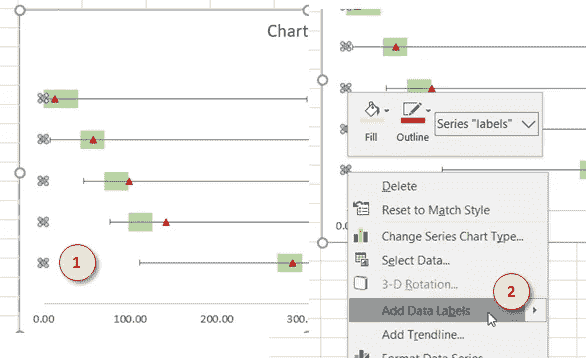 Chart
1
0.00
100.00
200.00
300.
Fill
Outline
Series "labels"
Delete
Reset to Match Style
Change Series Chart Type...
Select Data...
3-D Rotation...
2
Add Data Labels
Add Trendline...
Format Data Series
0.0